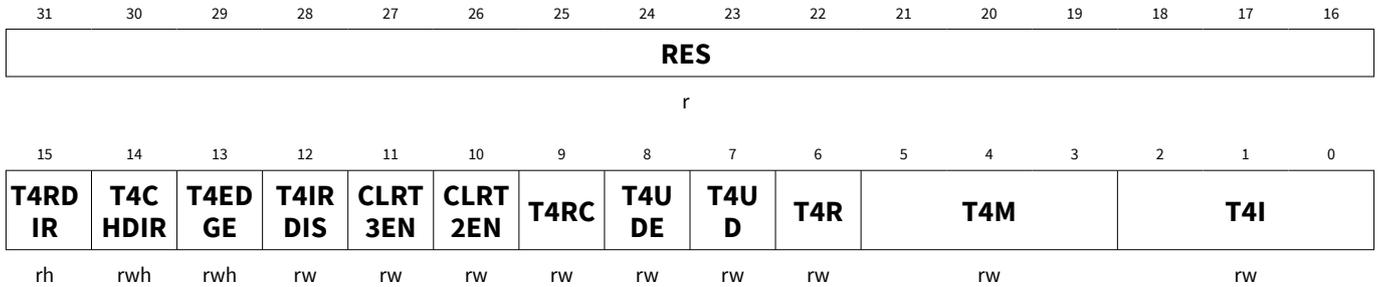 31 30 29 28 27 26 25 24 23 22 21 20 19 18 17 16
RES
r
15 14 13 12 11 10 9 8 7 6 5 4 3 2 1 0
T4RD T4C T4ED T4IR CLRT CLRT T4RC T4U T4U T4R T4M T4I
IR HDIR GE DIS 3EN 2EN DE D
rh rwh rwh rw rw rw rw rw rw rw rw rw